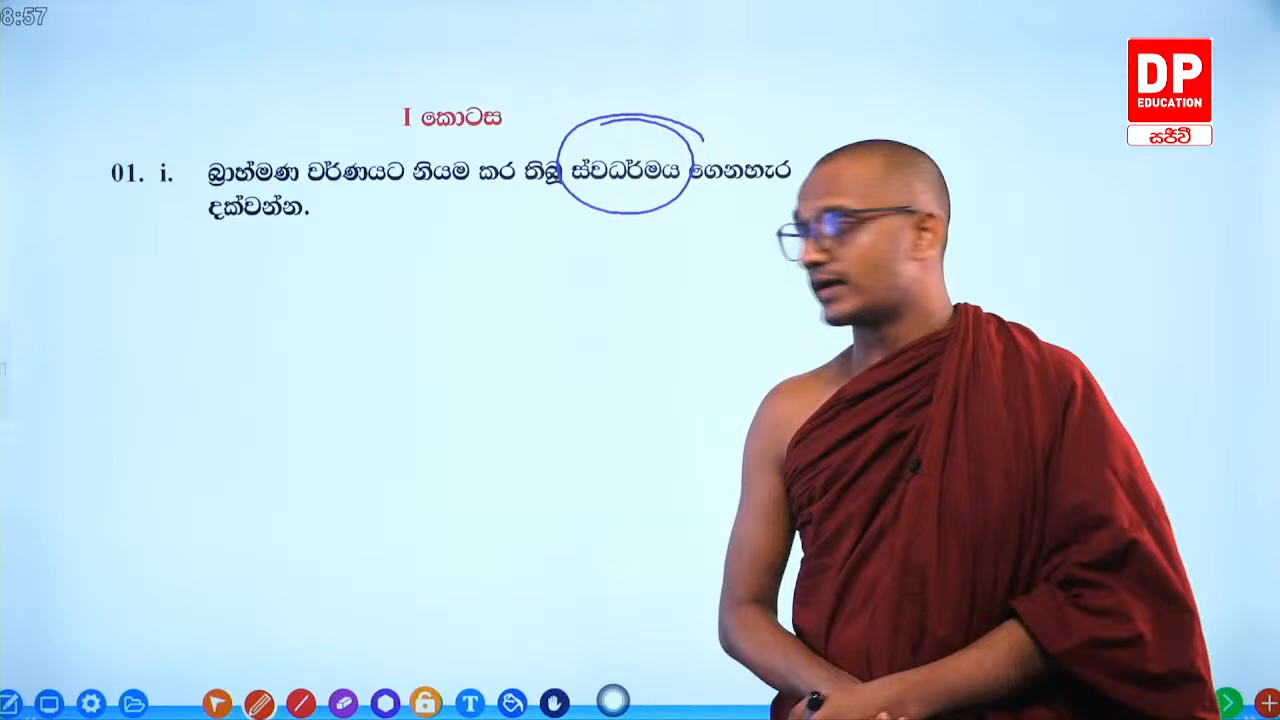 8:57
DP
EDUCATION
සජීවී
I කොටස
01. i. බ්‍රාහ්මණ වර්ණයට නියම කර තිබූ ස්වධර්මය ගෙනහැර
දක්වන්න.
T